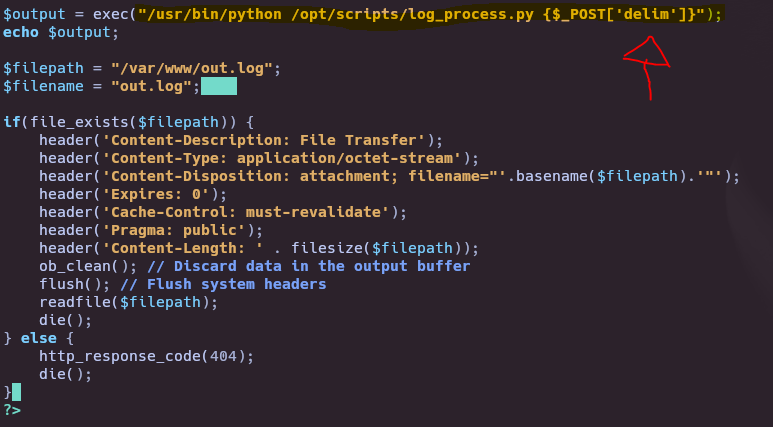 $output = exec("/usr/bin/python /opt/scripts/log_process.py {$_POST['delim']}");
echo $output;
$filepath = "/var/www/out.log";
$filename = "out.log";
if(file_exists($filepath)) {
header('Content-Description: File Transfer');
header('Content-Type: application/octet-stream');
header('Content-Disposition: attachment; filename="'.basename($filepath).'"');
header('Expires: 0');
header('Cache-Control: must-revalidate');
header('Pragma: public');
header('Content-Length: ' . filesize($filepath));
ob_clean(); // Discard data in the output buffer
flush(); // Flush system headers
readfile($filepath);
die();
} else {
http_response_code(404);
die();
}
?>